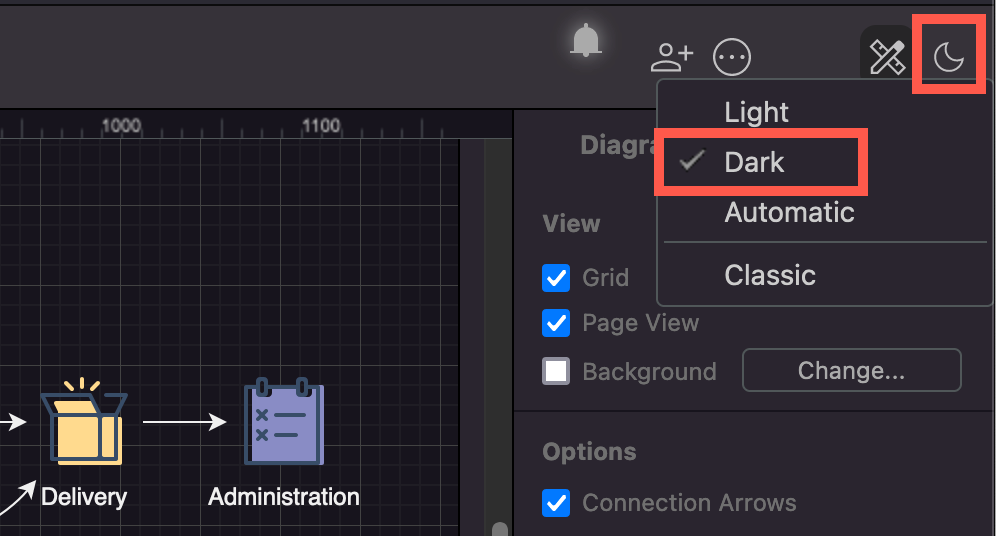 1000
1100
Light
Diagra
Dark
Automatic
View
Classic
Grid
Page View
Background
Change...
Options
Connection Arrows
Delivery
Administration